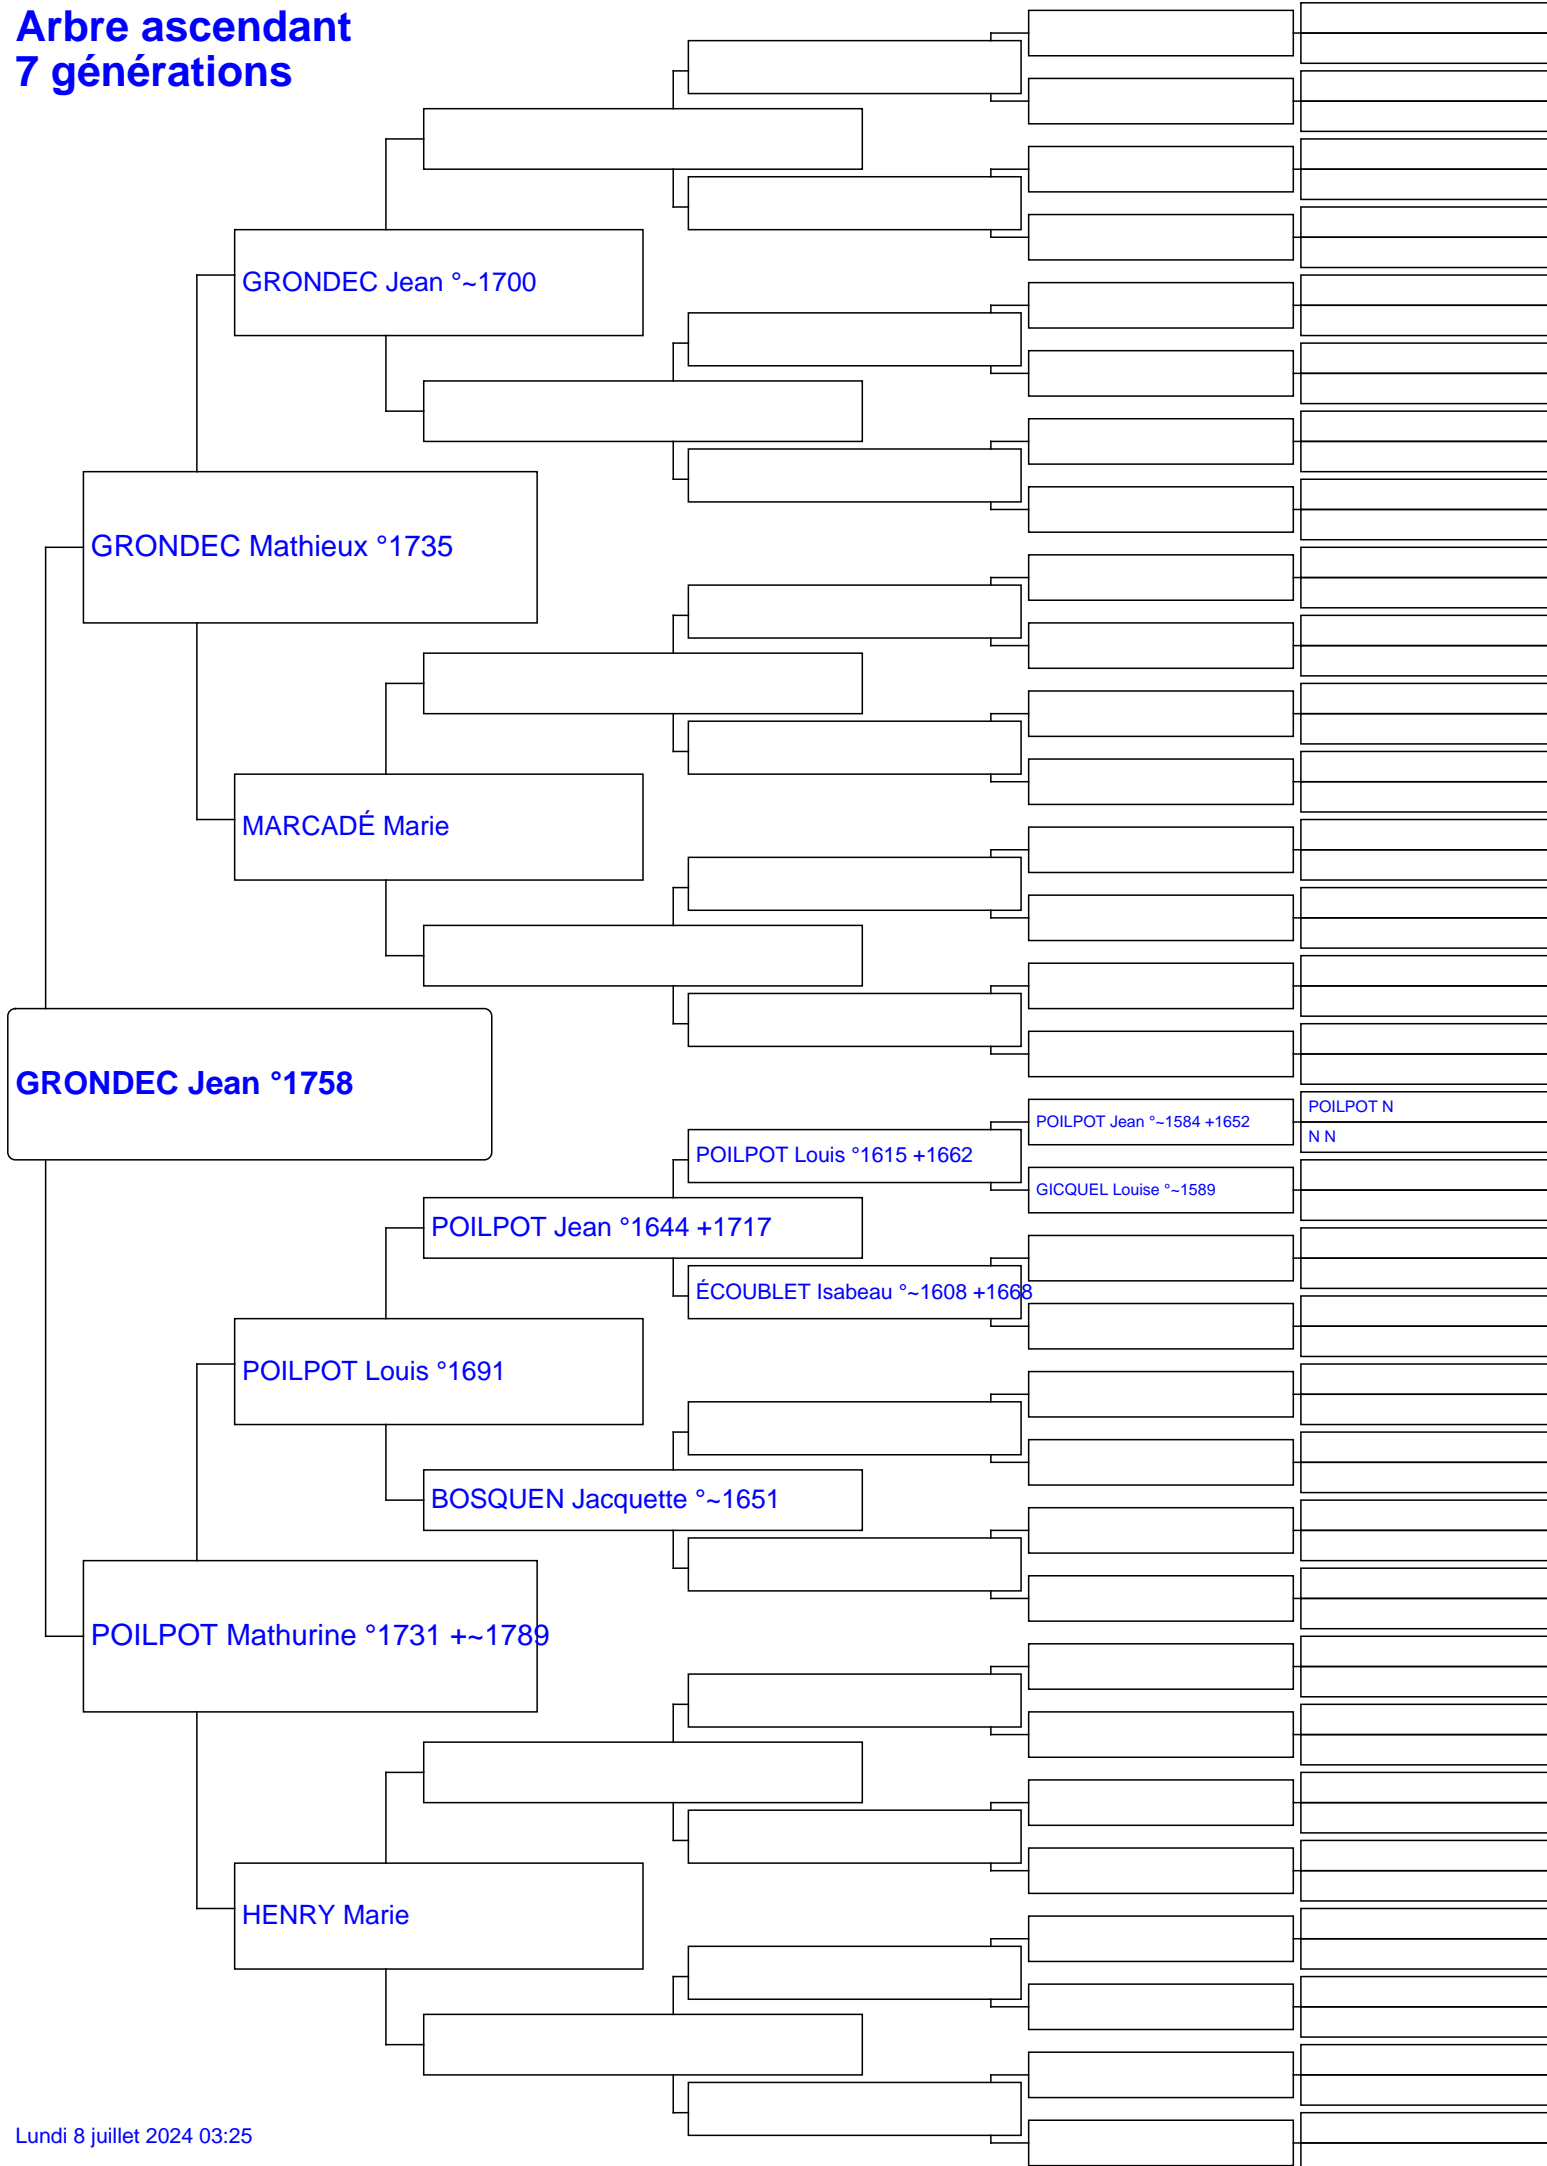 Arbre ascendant
7 générations
GRONDEC Jean °~1700
GRONDEC Mathieux °1735
MARCADÉ Marie
GRONDEC Jean °1758
POILPOT N
POILPOT Jean °~1584 +1652
N N
POILPOT Louis °1615 +1662
GICQUEL Louise °~1589
POILPOT Jean °1644 +1717
ÉCOUBLET Isabeau °~1608 +1668
POILPOT Louis °1691
BOSQUEN Jacquette °~1651
POILPOT Mathurine °1731 +~1789
HENRY Marie
Lundi 8 juillet 2024 03:25